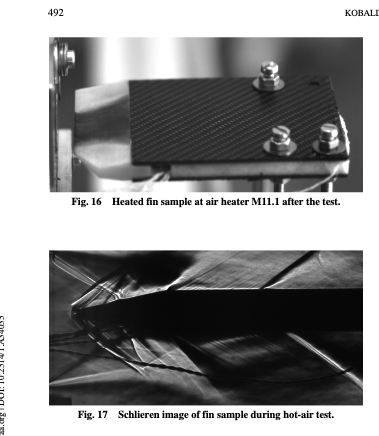 492
KOBALD
Fig. 16 Heated fin sample at air heater M11.1 after the test.
Fig. 17 Schlieren image of fin sample during hot-air test.